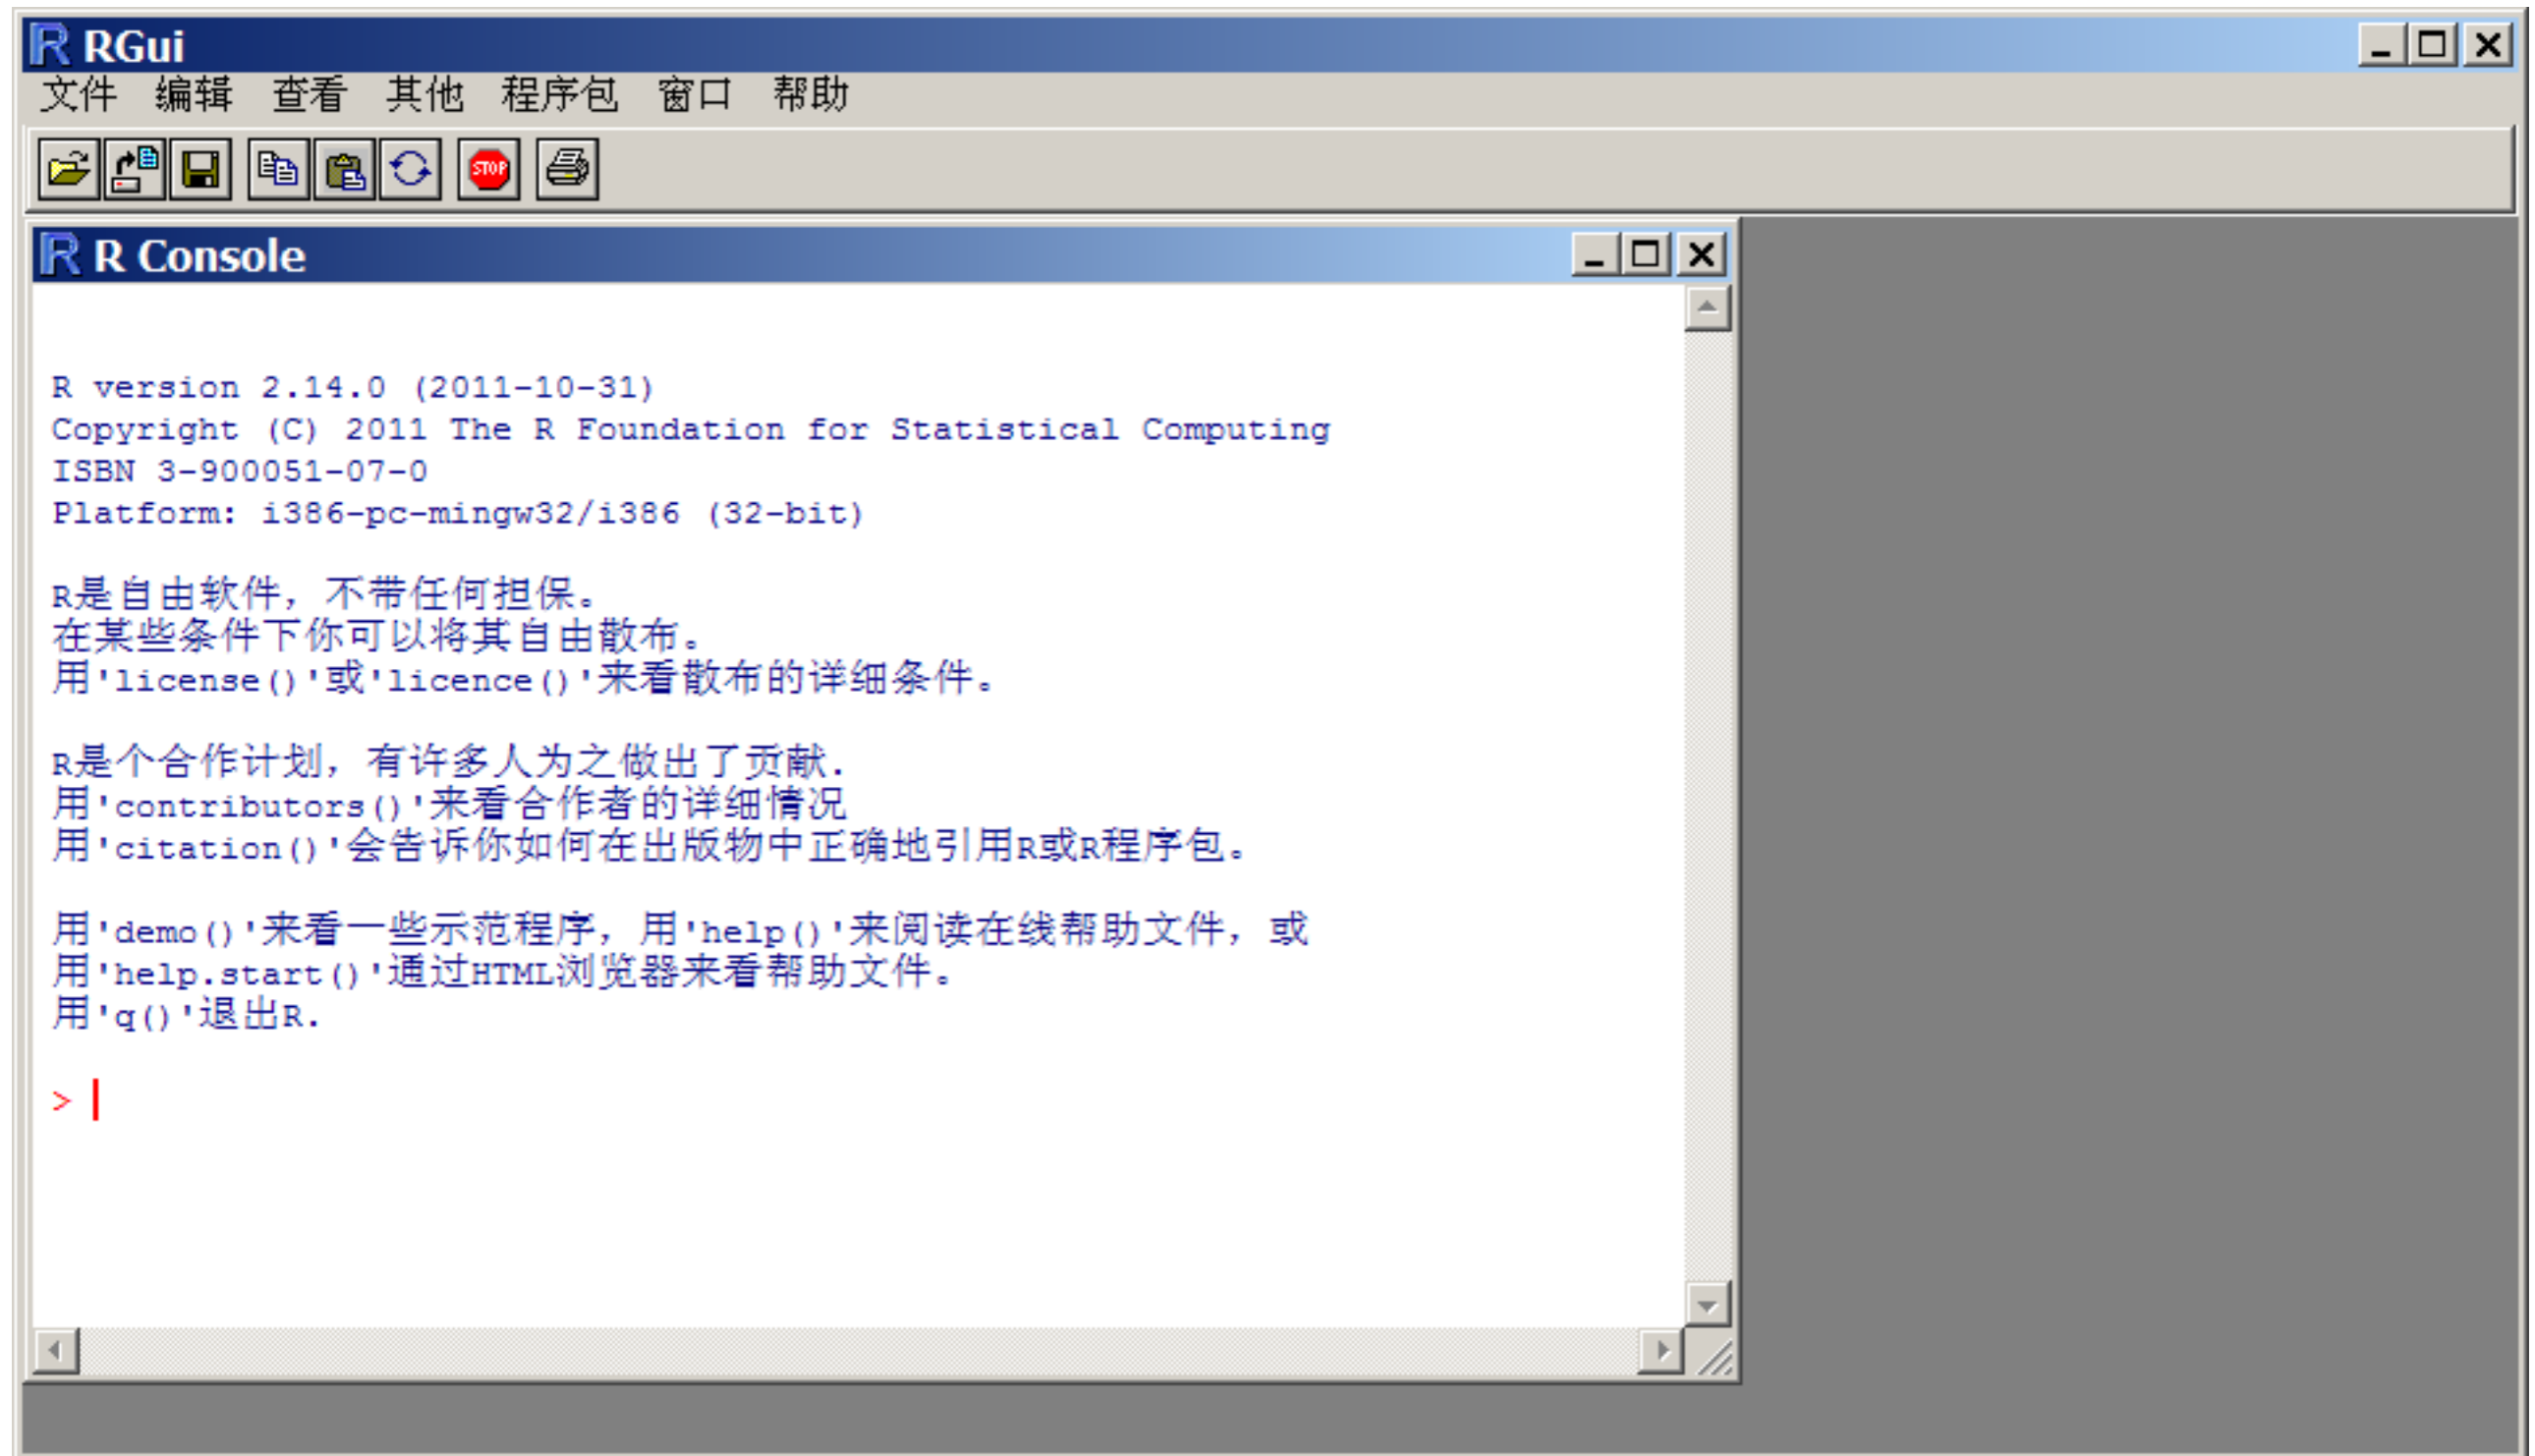 RGui
文件 编辑 查看 其他 程序包 窗口 帮助
STOP
R Console
R version 2.14.0 (2011-10-31)
Copyright (C) 2011 The R Foundation for Statistical Computing
ISBN 3-900051-07-0
Platform: i386-pc-mingw32/i386 (32-bit)
R是自由软件，不带任何担保。
在某些条件下你可以将其自由散布。
用'license()'或'licence()'来看散布的详细条件。
R是个合作计划，有许多人为之做出了贡献.
用'contributors()'来看合作者的详细情况
用'citation()'会告诉你如何在出版物中正确地引用R或R程序包。
用'demo()'来看一些示范程序，用'help()'来阅读在线帮助文件，或
用'help.start()'通过HTML浏览器来看帮助文件。
用'q()'退出R.
>